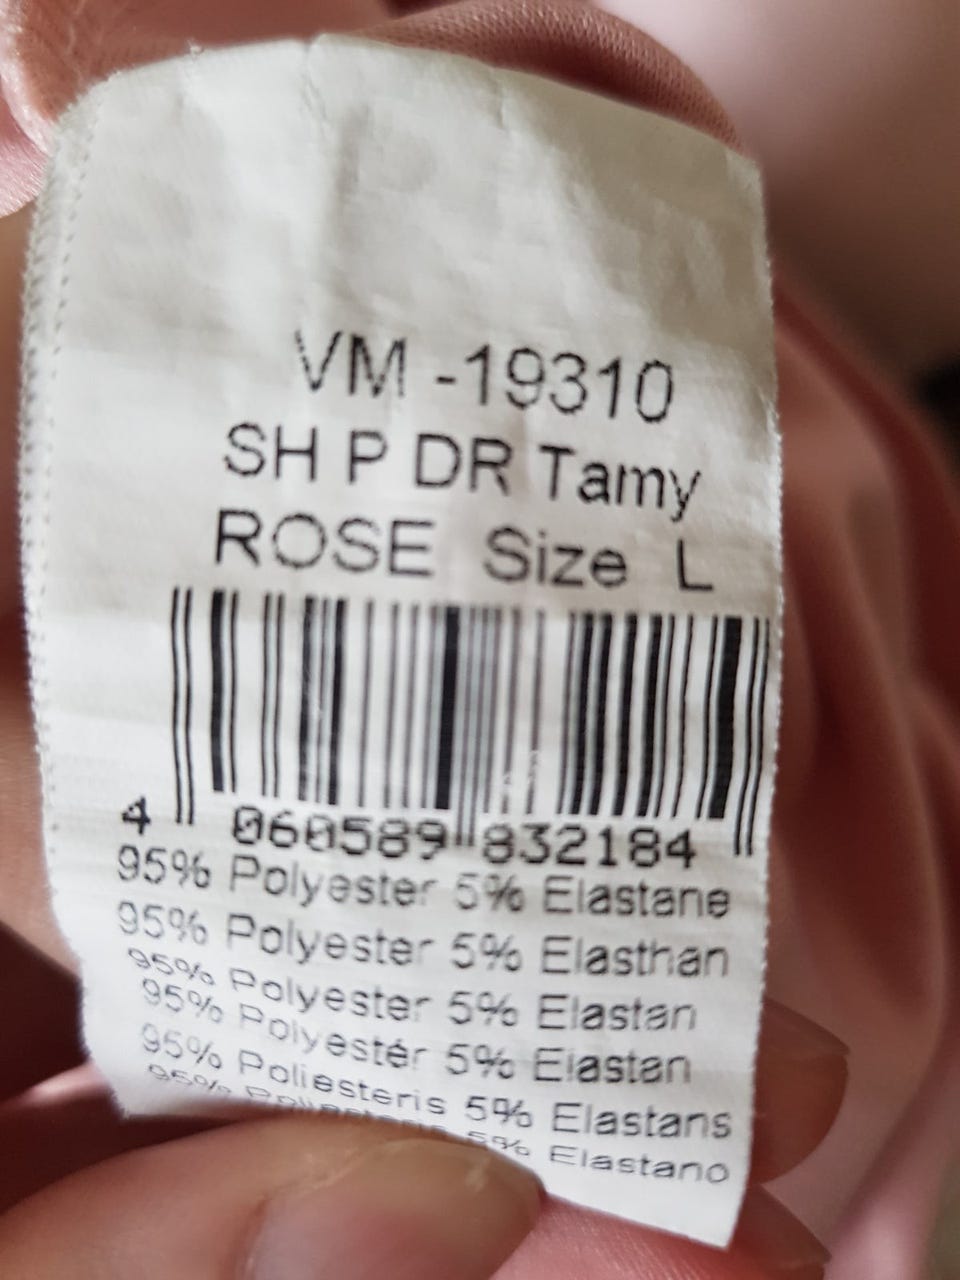 VM -19310
SH P DR Tamy
ROSE Size L
4 060589 832184
95% Polyester 5% Elastane
95% Polyester 5% Elasthan
95% Polyester 5% Elastan
95% Polyestér 5% Elastan
95% Poliesteris 5% Elastans
95% 5% Elastano